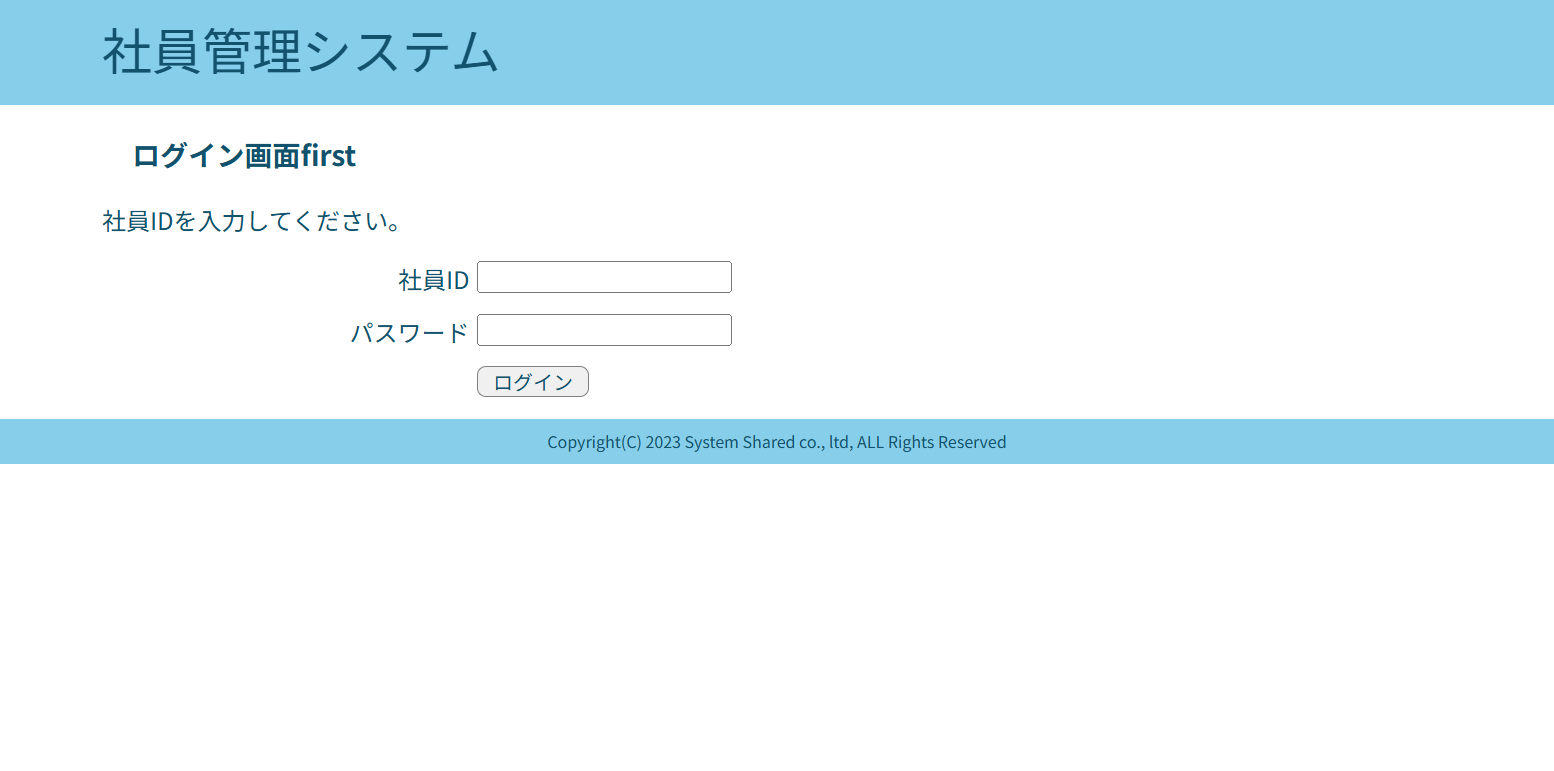 社員管理システム
ログイン画面first
社員IDを入力してください。
社員ID
パスワード
ログイン
Copyright(C) 2023 System Shared co., ltd, ALL Rights Reserved